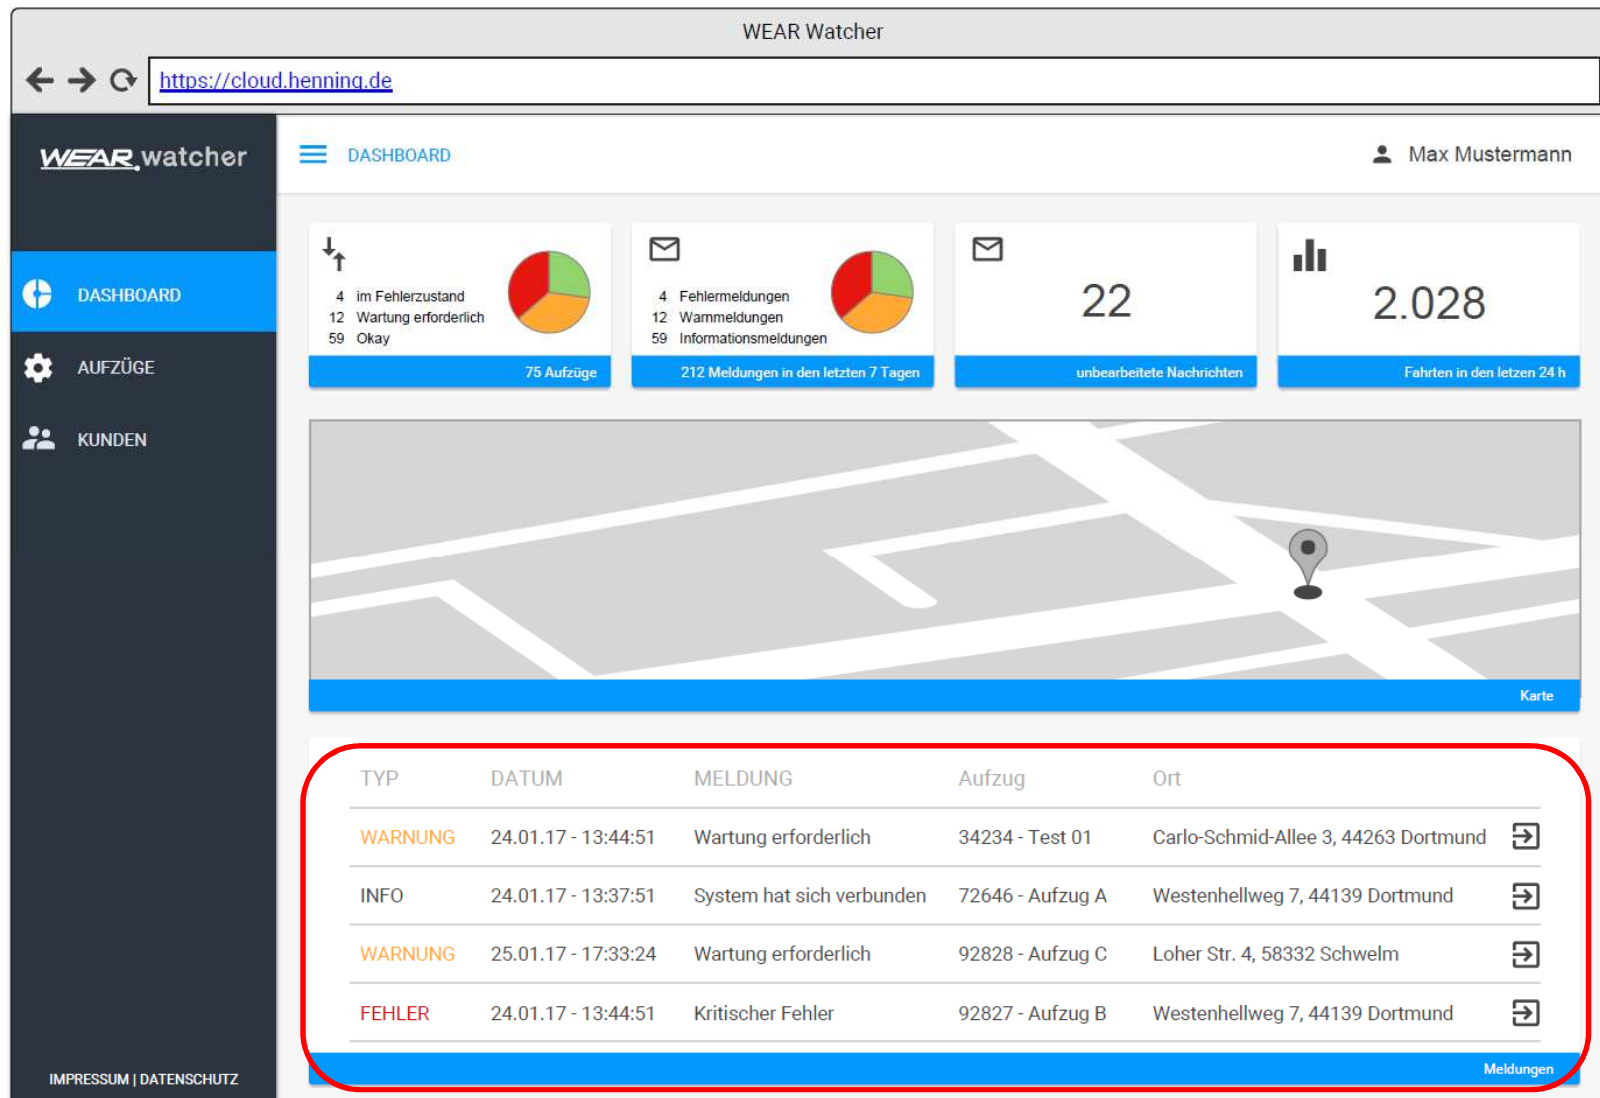 WEAR Watcher
https://cloud.henning.de
WEAR.watcher
DASHBOARD
Max Mustermann
DASHBOARD
AUFZÜGE
KUNDEN
4 im Fehlerzustand
12 Wartung erforderlich
59 Okay
75 Aufzüge
4 Fehlermeldungen
12 Warnmeldungen
59 Informationsmeldungen
212 Meldungen in den letzten 7 Tagen
22
unbearbeitete Nachrichten
2.028
Fahrten in den letzen 24 h
Karte
TYP DATUM MELDUNG Aufzug Ort
WARNUNG 24.01.17 - 13:44:51 Wartung erforderlich 34234 - Test 01 Carlo-Schmid-Allee 3, 44263 Dortmund
INFO 24.01.17 - 13:37:51 System hat sich verbunden 72646 - Aufzug A Westenhellweg 7, 44139 Dortmund
WARNUNG 25.01.17 - 17:33:24 Wartung erforderlich 92828 - Aufzug C Loher Str. 4, 58332 Schwelm
FEHLER 24.01.17 - 13:44:51 Kritischer Fehler 92827 - Aufzug B Westenhellweg 7, 44139 Dortmund
Meldungen
IMPRESSUM | DATENSCHUTZ